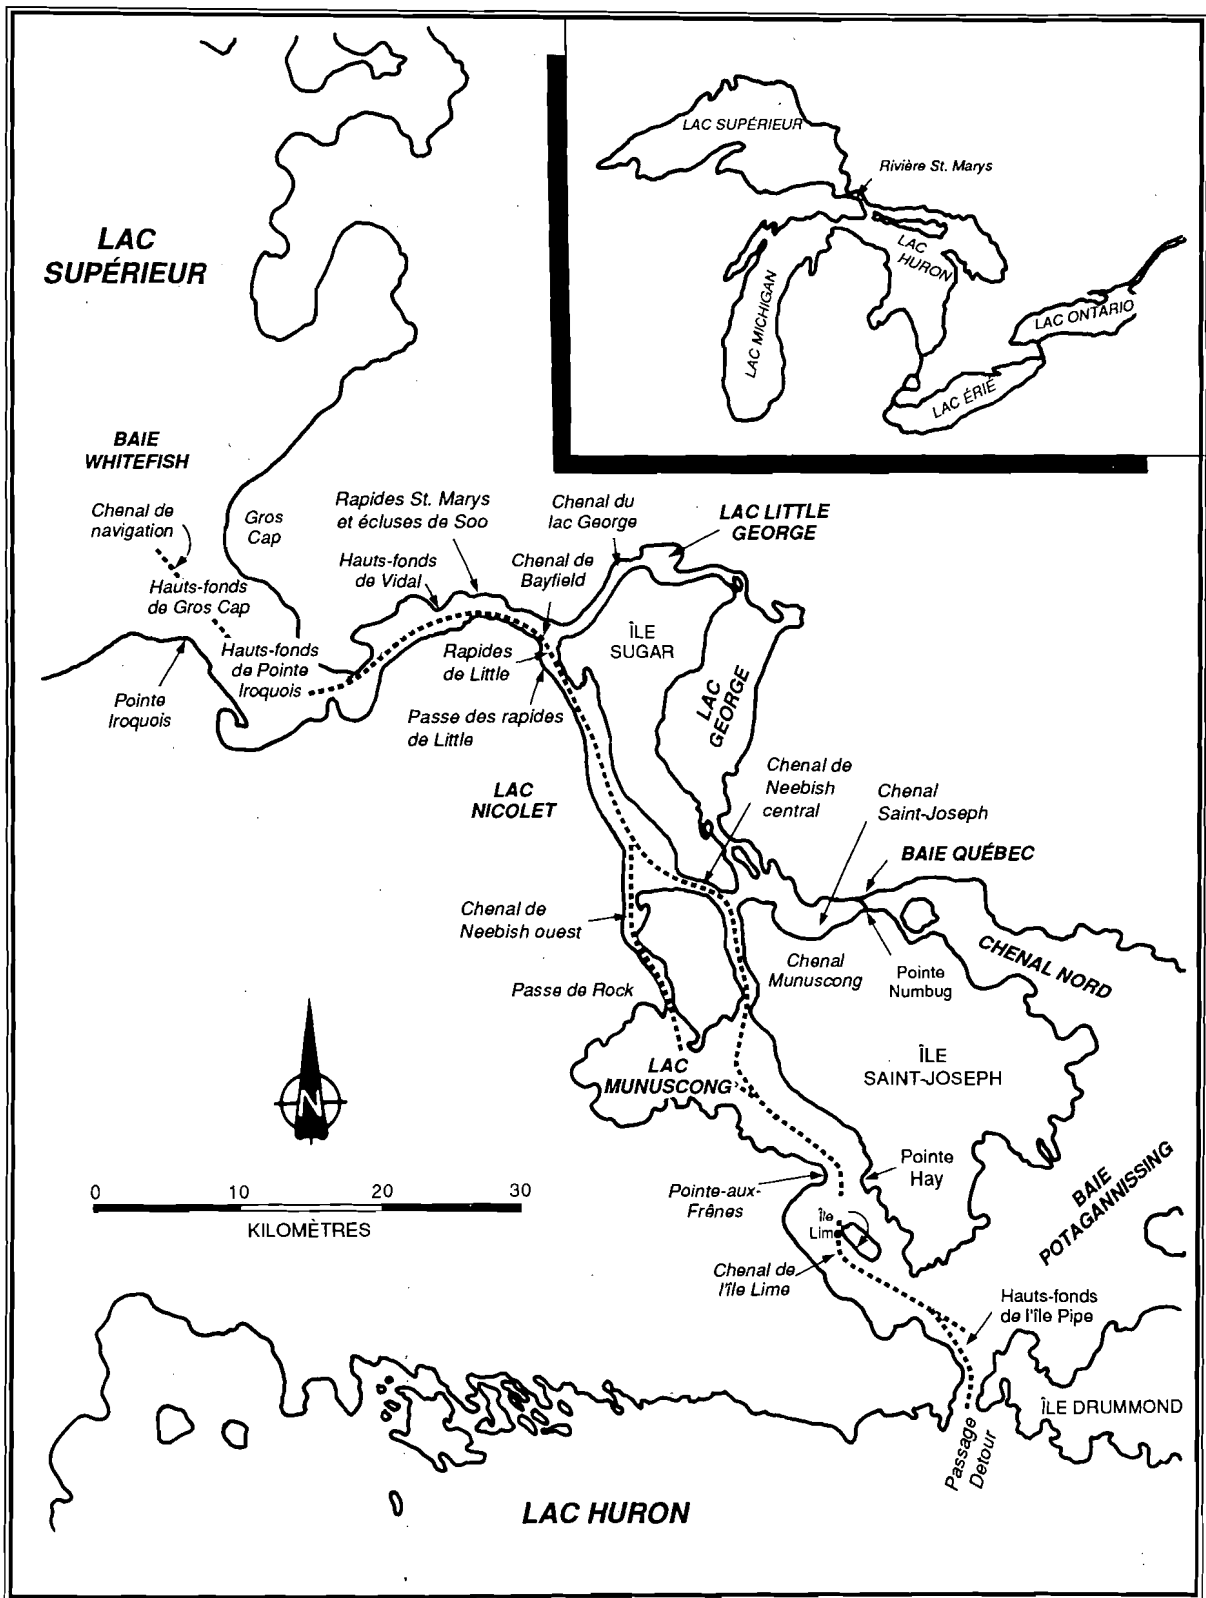 LAC SUPÉRIEUR
Rivière St. Marys
LAC
HURON
LAC MICHIGAN
LAC ONTARIO
LAC ÉRIÉ
LAC
SUPÉRIEUR
BAIE
WHITEFISH
Chenal de
navigation
Gros
Cap
Rapides St. Marys
et écluses de Soo
Chenal du
lac George
LAC LITTLE
GEORGE
Hauts-fonds
de Vidal
Chenal de
Bayfield
Hauts-fonds
de Gros Cap
Hauts-fonds
de Pointe
Iroquois
Rapides
de Little
ÎLE
SUGAR
Pointe
Iroquois
Passe des rapides
de Little
LAC
GEORGE
LAC
NICOLET
Chenal de
Neebish
central
Chenal
Saint-Joseph
BAIE QUÉBEC
Chenal de
Neebish ouest
CHENAL NORD
Chenal
Munuscong
Pointe
Numbug
Passe de Rock
ÎLE
SAINT-JOSEPH
LAC
MUNUSCONG
N
Pointe
Hay
Pointe-aux-
Frênes
BAIE
POTAGANNISSING
0 10 20 30
KILOMÈTRES
Île
Lime
Chenal de
l'île Lime
Hauts-fonds
de l'île Pipe
ÎLE DRUMMOND
Passage
Detour
LAC HURON